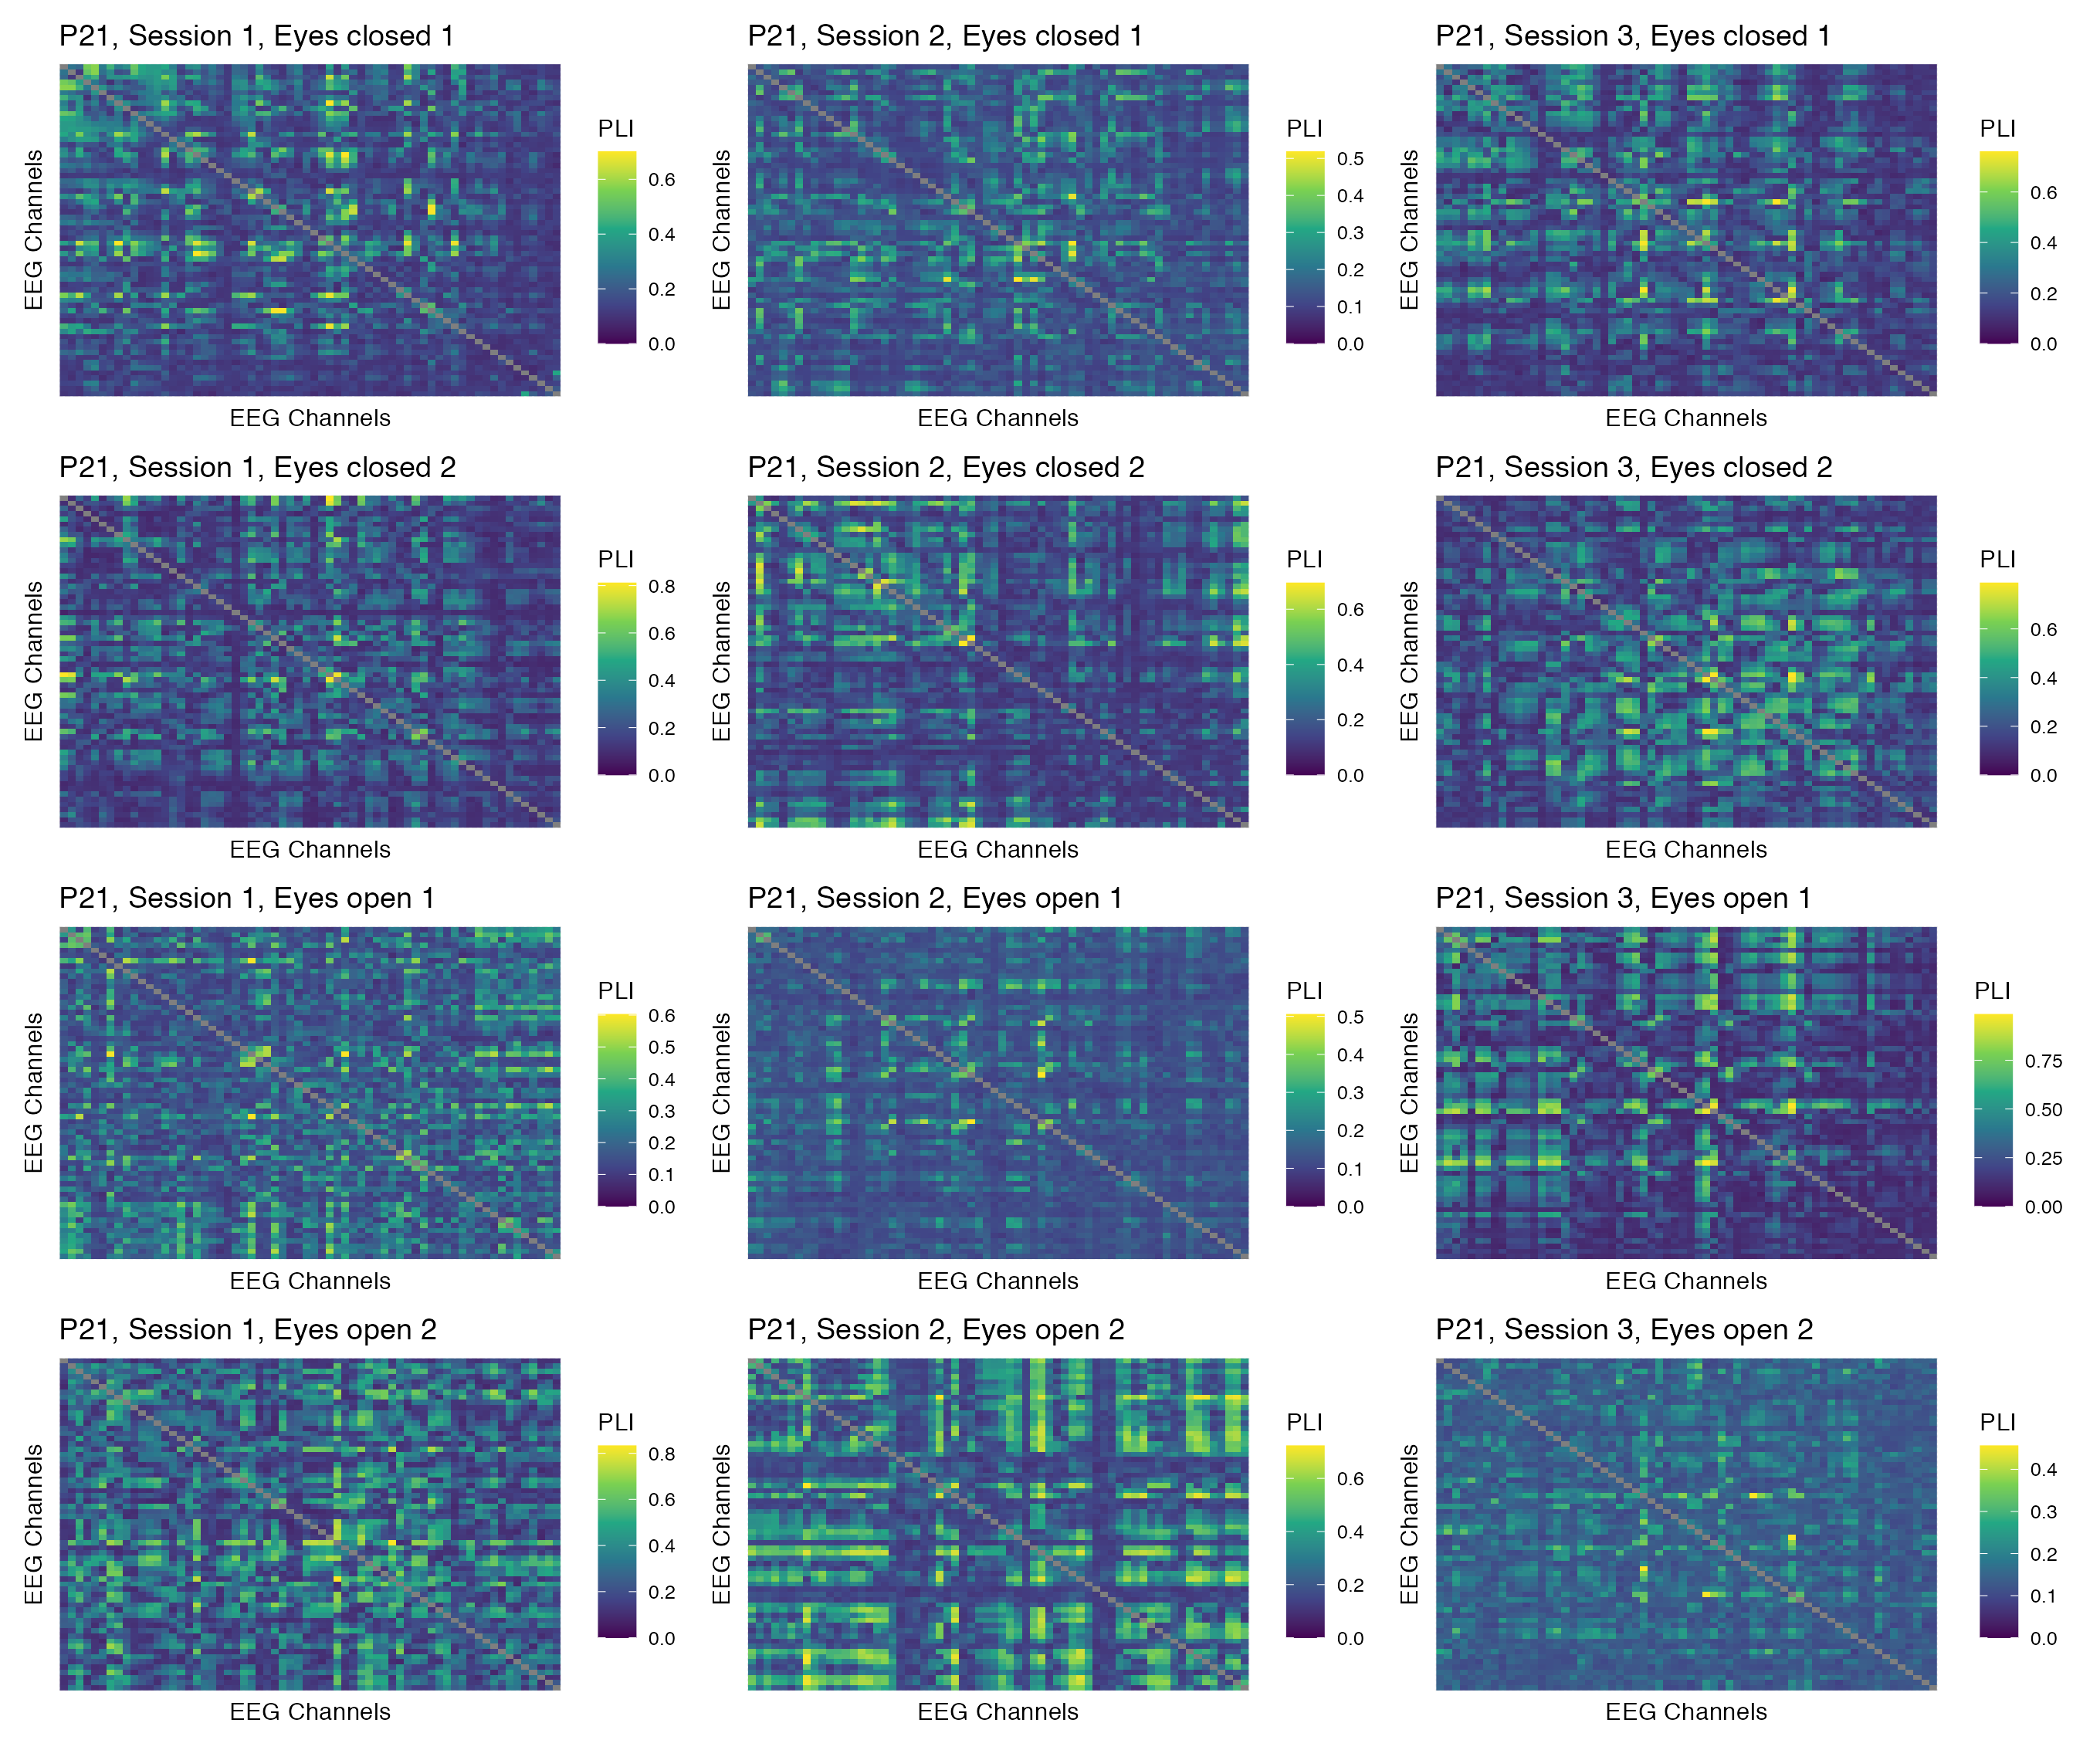 P21, Session 1, Eyes closed 1
EEG Channels
EEG Channels
PLI
0.6
0.4
0.2
0.0
P21, Session 2, Eyes closed 1
EEG Channels
EEG Channels
PLI
0.5
0.4
0.3
0.2
0.1
0.0
P21, Session 3, Eyes closed 1
EEG Channels
EEG Channels
PLI
0.6
0.4
0.2
0.0
P21, Session 1, Eyes closed 2
EEG Channels
EEG Channels
PLI
0.8
0.6
0.4
0.2
0.0
P21, Session 2, Eyes closed 2
EEG Channels
EEG Channels
PLI
0.6
0.4
0.2
0.0
P21, Session 3, Eyes closed 2
EEG Channels
EEG Channels
PLI
0.6
0.4
0.2
0.0
P21, Session 1, Eyes open 1
EEG Channels
EEG Channels
PLI
0.6
0.5
0.4
0.3
0.2
0.1
0.0
P21, Session 2, Eyes open 1
EEG Channels
EEG Channels
PLI
0.5
0.4
0.3
0.2
0.1
0.0
P21, Session 3, Eyes open 1
EEG Channels
EEG Channels
PLI
0.75
0.50
0.25
0.00
P21, Session 1, Eyes open 2
EEG Channels
EEG Channels
PLI
0.8
0.6
0.4
0.2
0.0
P21, Session 2, Eyes open 2
EEG Channels
EEG Channels
PLI
0.6
0.4
0.2
0.0
P21, Session 3, Eyes open 2
EEG Channels
EEG Channels
PLI
0.4
0.3
0.2
0.1
0.0